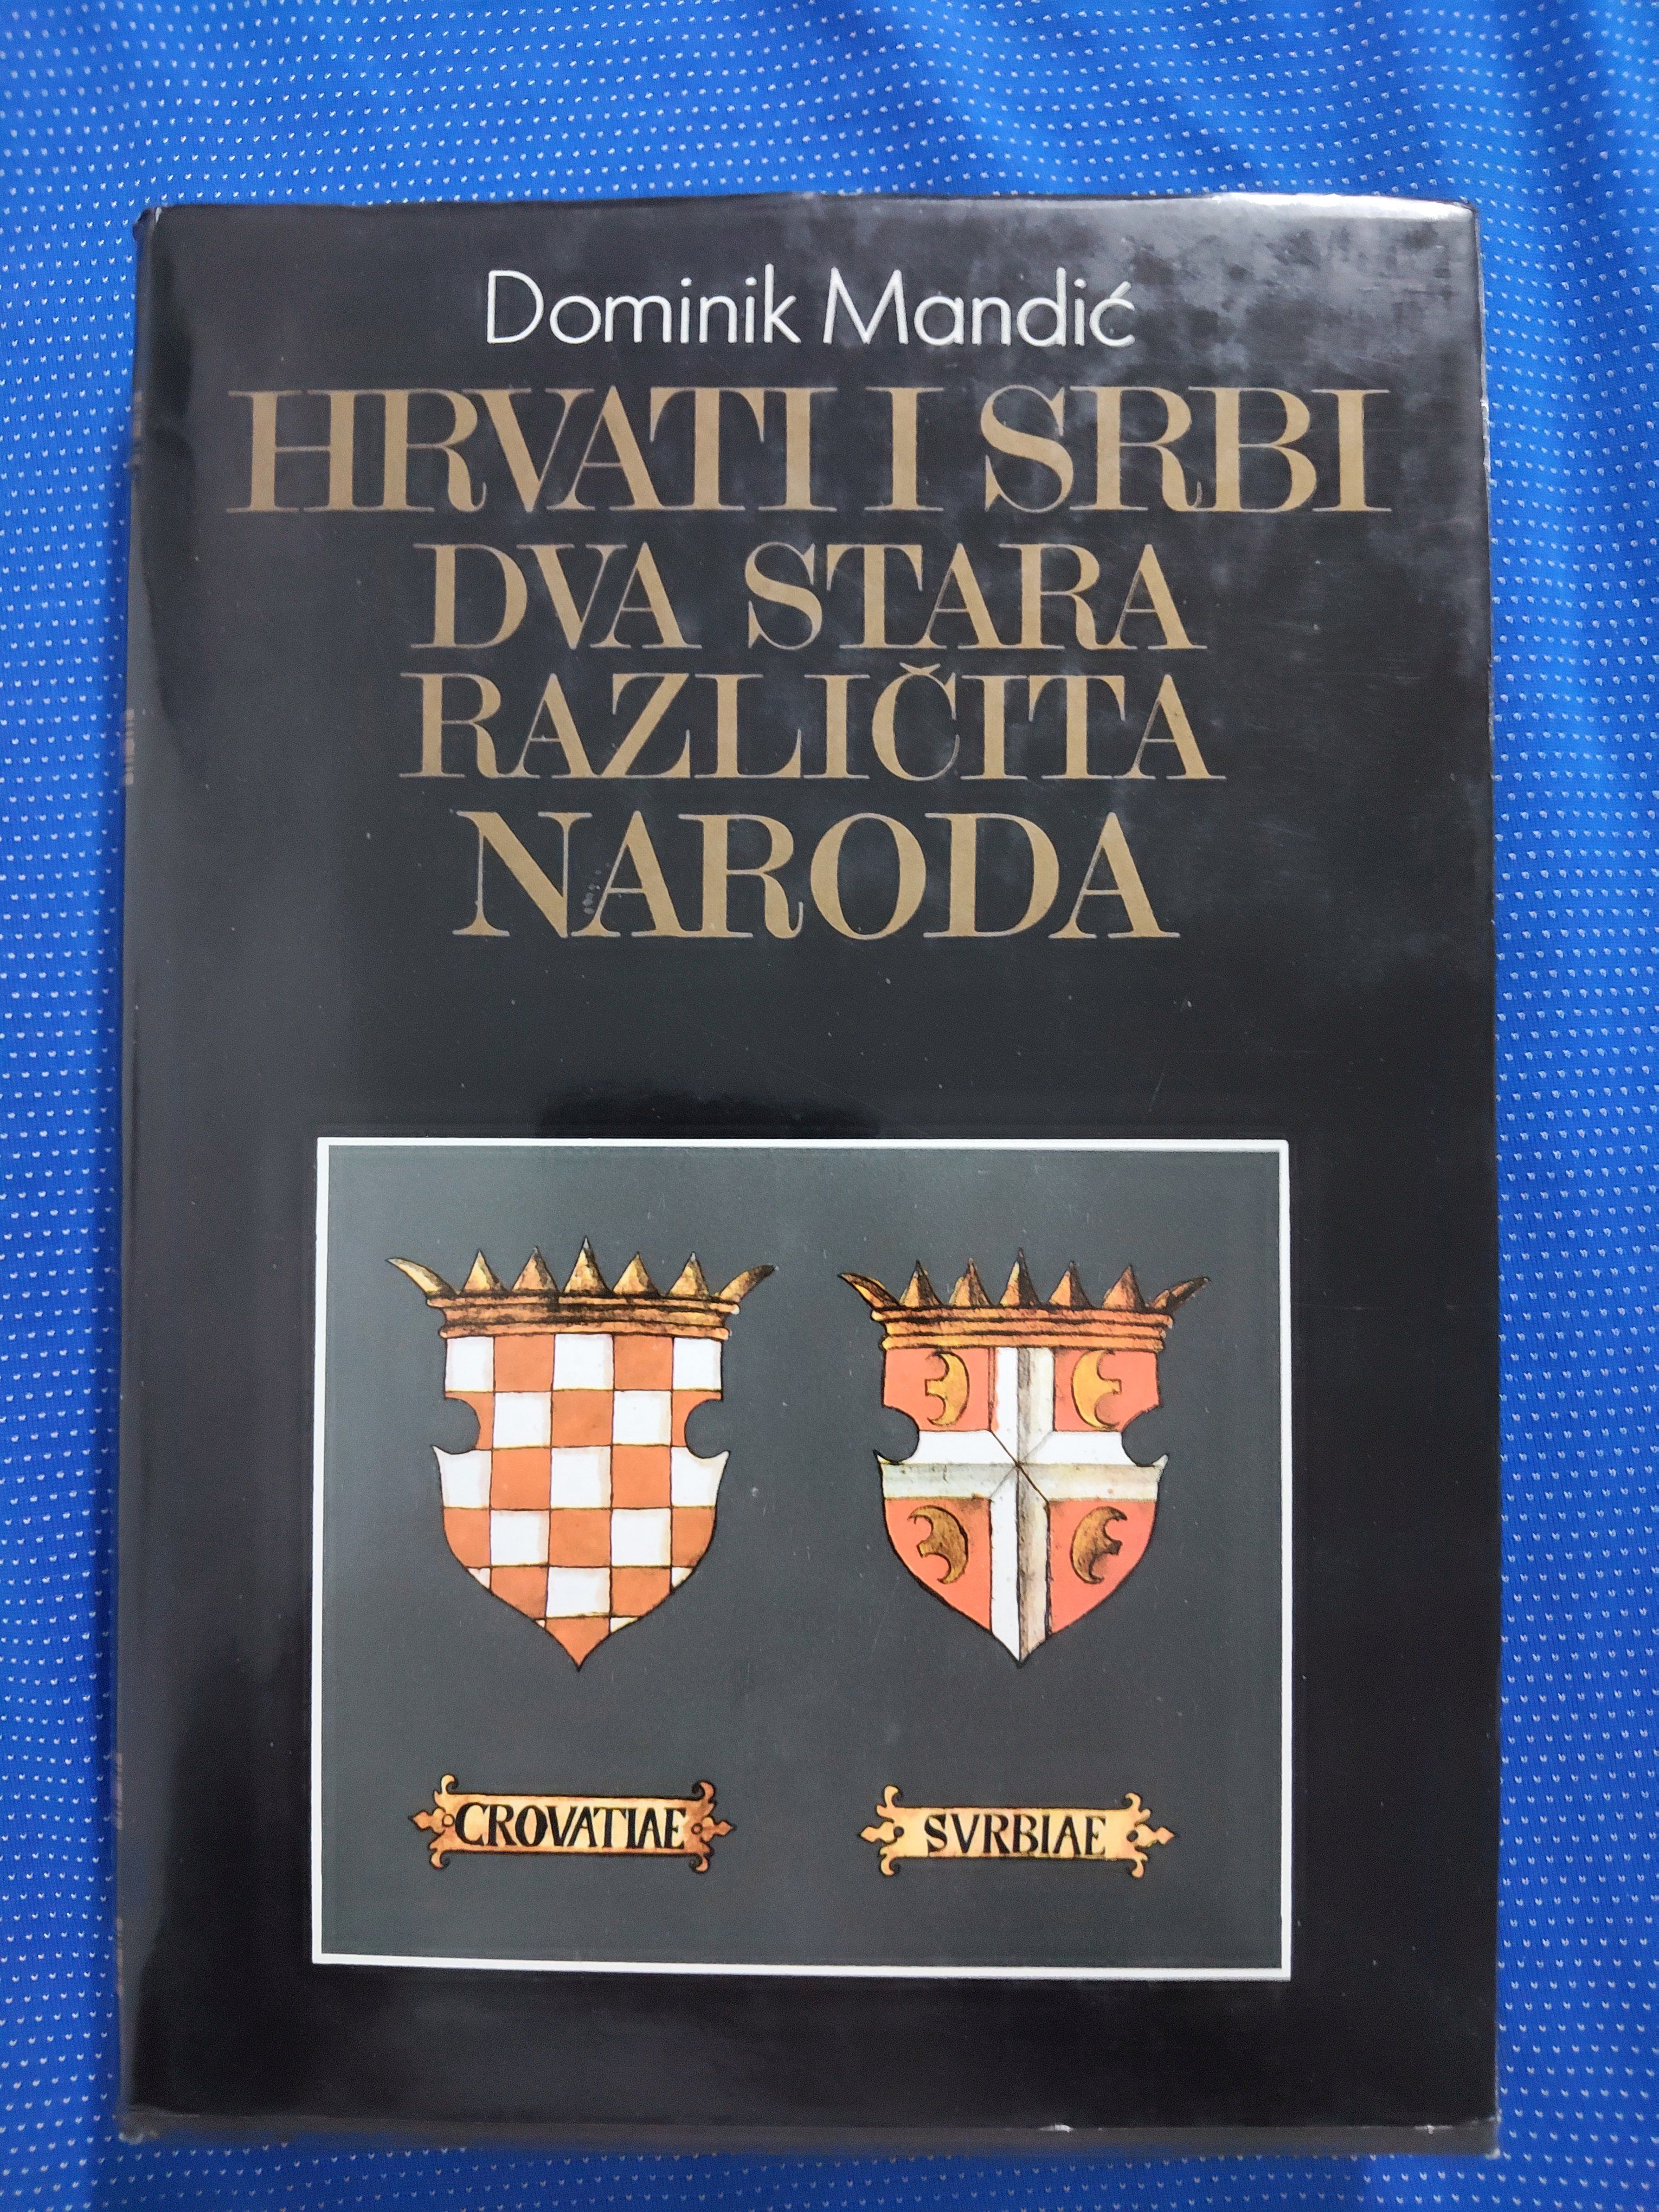 Dominik Mandić
HRVATI I SRBI
DVA STARA
RAZLIČITA
NARODA
CROVATIAE
SVRBIAE